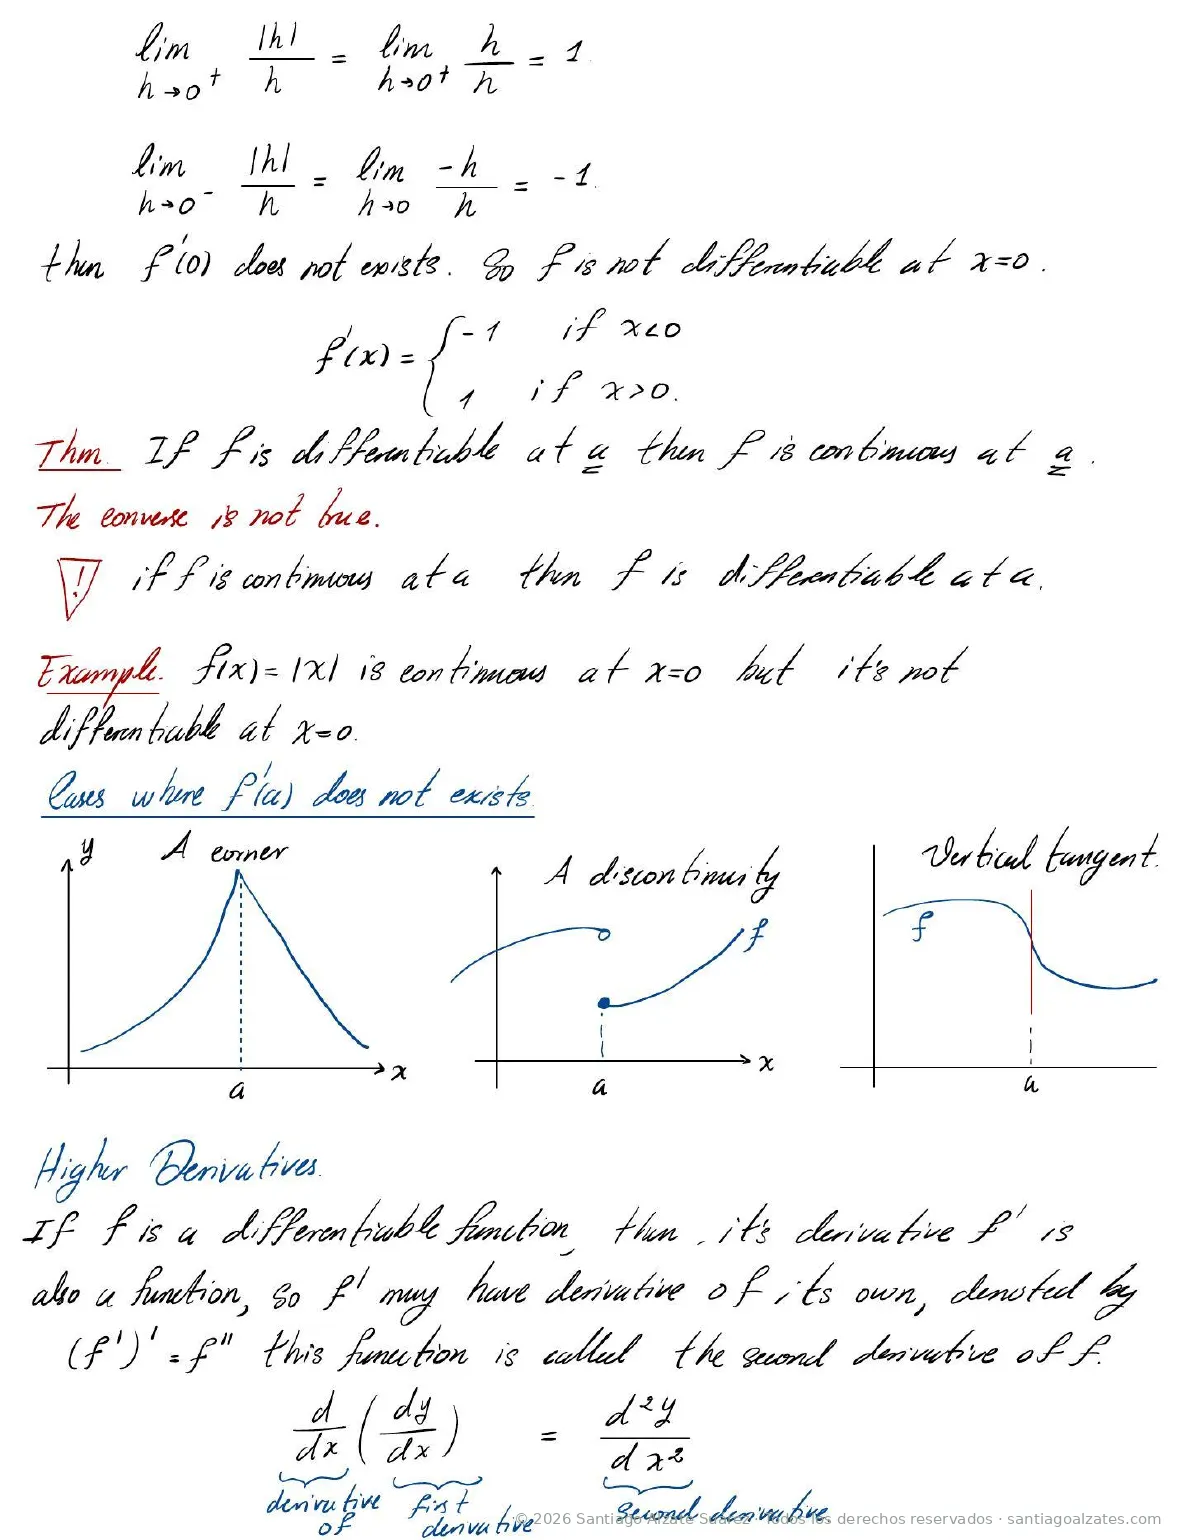 lim h→0⁺ |h|/h = lim h→0⁺ h/h = 1.
lim h→0⁻ |h|/h = lim h→0 -h/h = -1.
then f'(0) does not exists. So f is not differentiable at x=0.
f'(x) = { -1 if x<0
1 if x>0.
Thm. If f is differentiable at a then f is continuous at a.
The converse is not true.
! if f is continuous at a then f is differentiable at a.
Example. f(x)=|x| is continuous at x=0 but it's not
differentiable at x=0.
Cases where f'(a) does not exists.
y A corner
x
a
A discontinuity
f
x
a
Vertical tangent.
f
a
Higher Derivatives.
If f is a differentiable function, then, it's derivative f' is
also a function, so f' may have derivative of its own, denoted by
(f')' = f'' this function is called the second derivative of f.
d/dx (dy/dx) = d²y/dx²
derivative of
first derivative
second derivative
© 2026 Santiago Alzate Suárez · Todos los derechos reservados · santiagoalzates.com